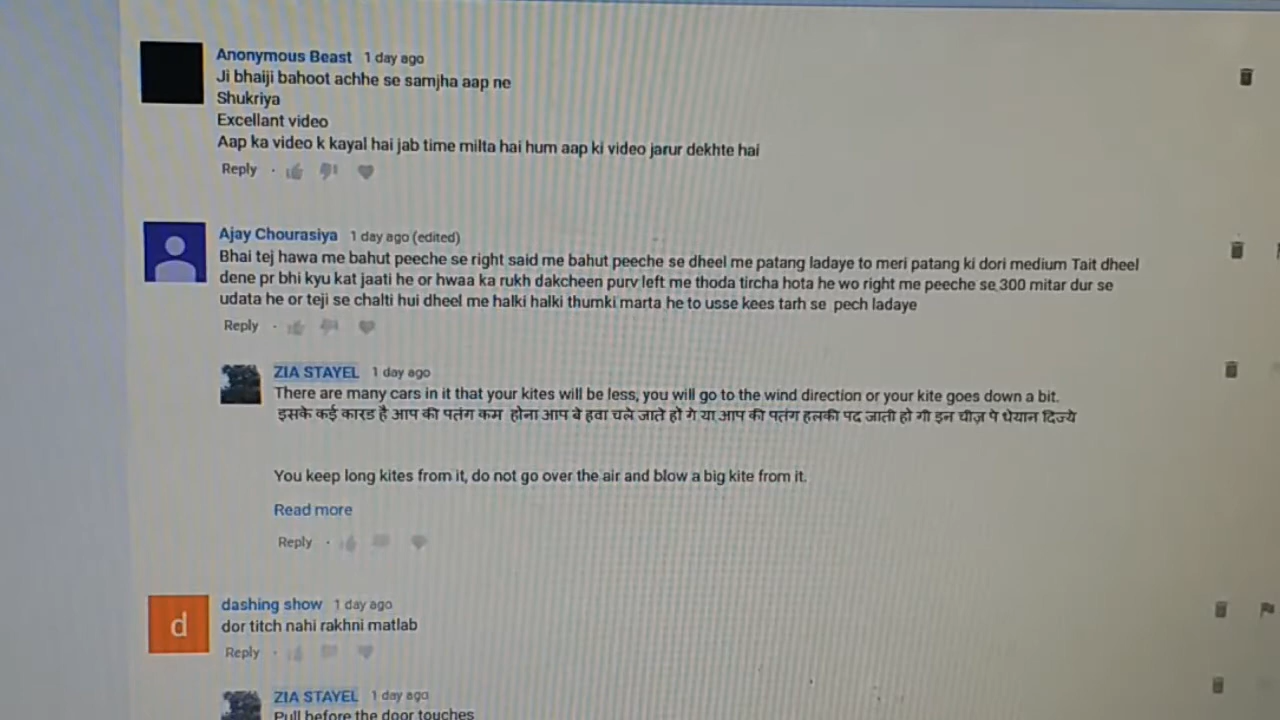 Anonymous Beast 1 day ago
Ji bhaiji bahoot achhe se samjha aap ne
Shukriya
Excellant video
Aap ka video k kayal hai jab time milta hai hum aap ki video jarur dekhte hai
Reply
Ajay Chourasiya 1 day ago (edited)
Bhai tej hawa me bahut peeche se right said me bahut peeche se dheel me patang ladaye to meri patang ki dori medium Tait dheel
dene pr bhi kyu kat jaati he or hwaa ka rukh dakcheen purv left me thoda tircha hota he wo right me peeche se 300 mitar dur se
udata he or teji se chalti hui dheel me halki halki thumki marta he to usse kees tarh se pech ladaye
Reply
ZIA STAYEL 1 day ago
There are many cars in it that your kites will be less, you will go to the wind direction or your kite goes down a bit.
इसके कई कारड है आप की पतंग कम होना आप बे हवा चले जाते हों गे या आप की पतंग हलकी पद जाती हो गी इन चीज़ पे धेयान दिज्ये
You keep long kites from it, do not go over the air and blow a big kite from it.
Read more
Reply
d
dashing show 1 day ago
dor titch nahi rakhni matlab
Reply
ZIA STAYEL 1 day ago
Pull before the door touches